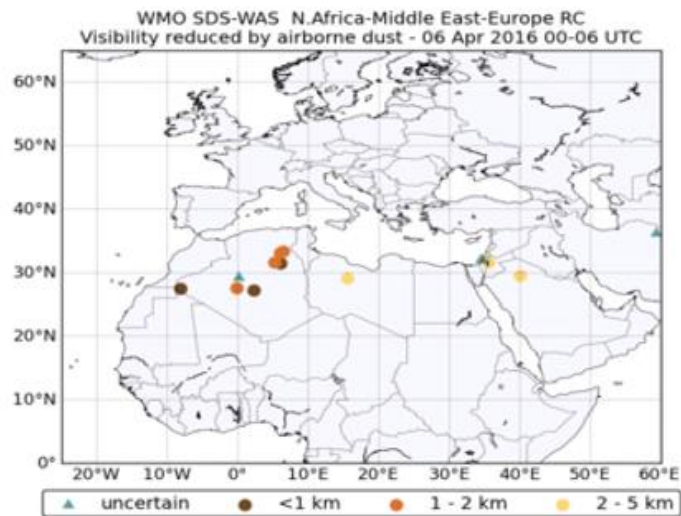 WMO SDS-WAS N.Africa-Middle East-Europe RC
Visibility reduced by airborne dust - 06 Apr 2016 00-06 UTC
60°N
50°N
40°N
30°N
20°N
10°N
0°
20°W 10°W 0° 10°E 20°E 30°E 40°E 50°E 60°E
uncertain <1 km 1 - 2 km 2 - 5 km